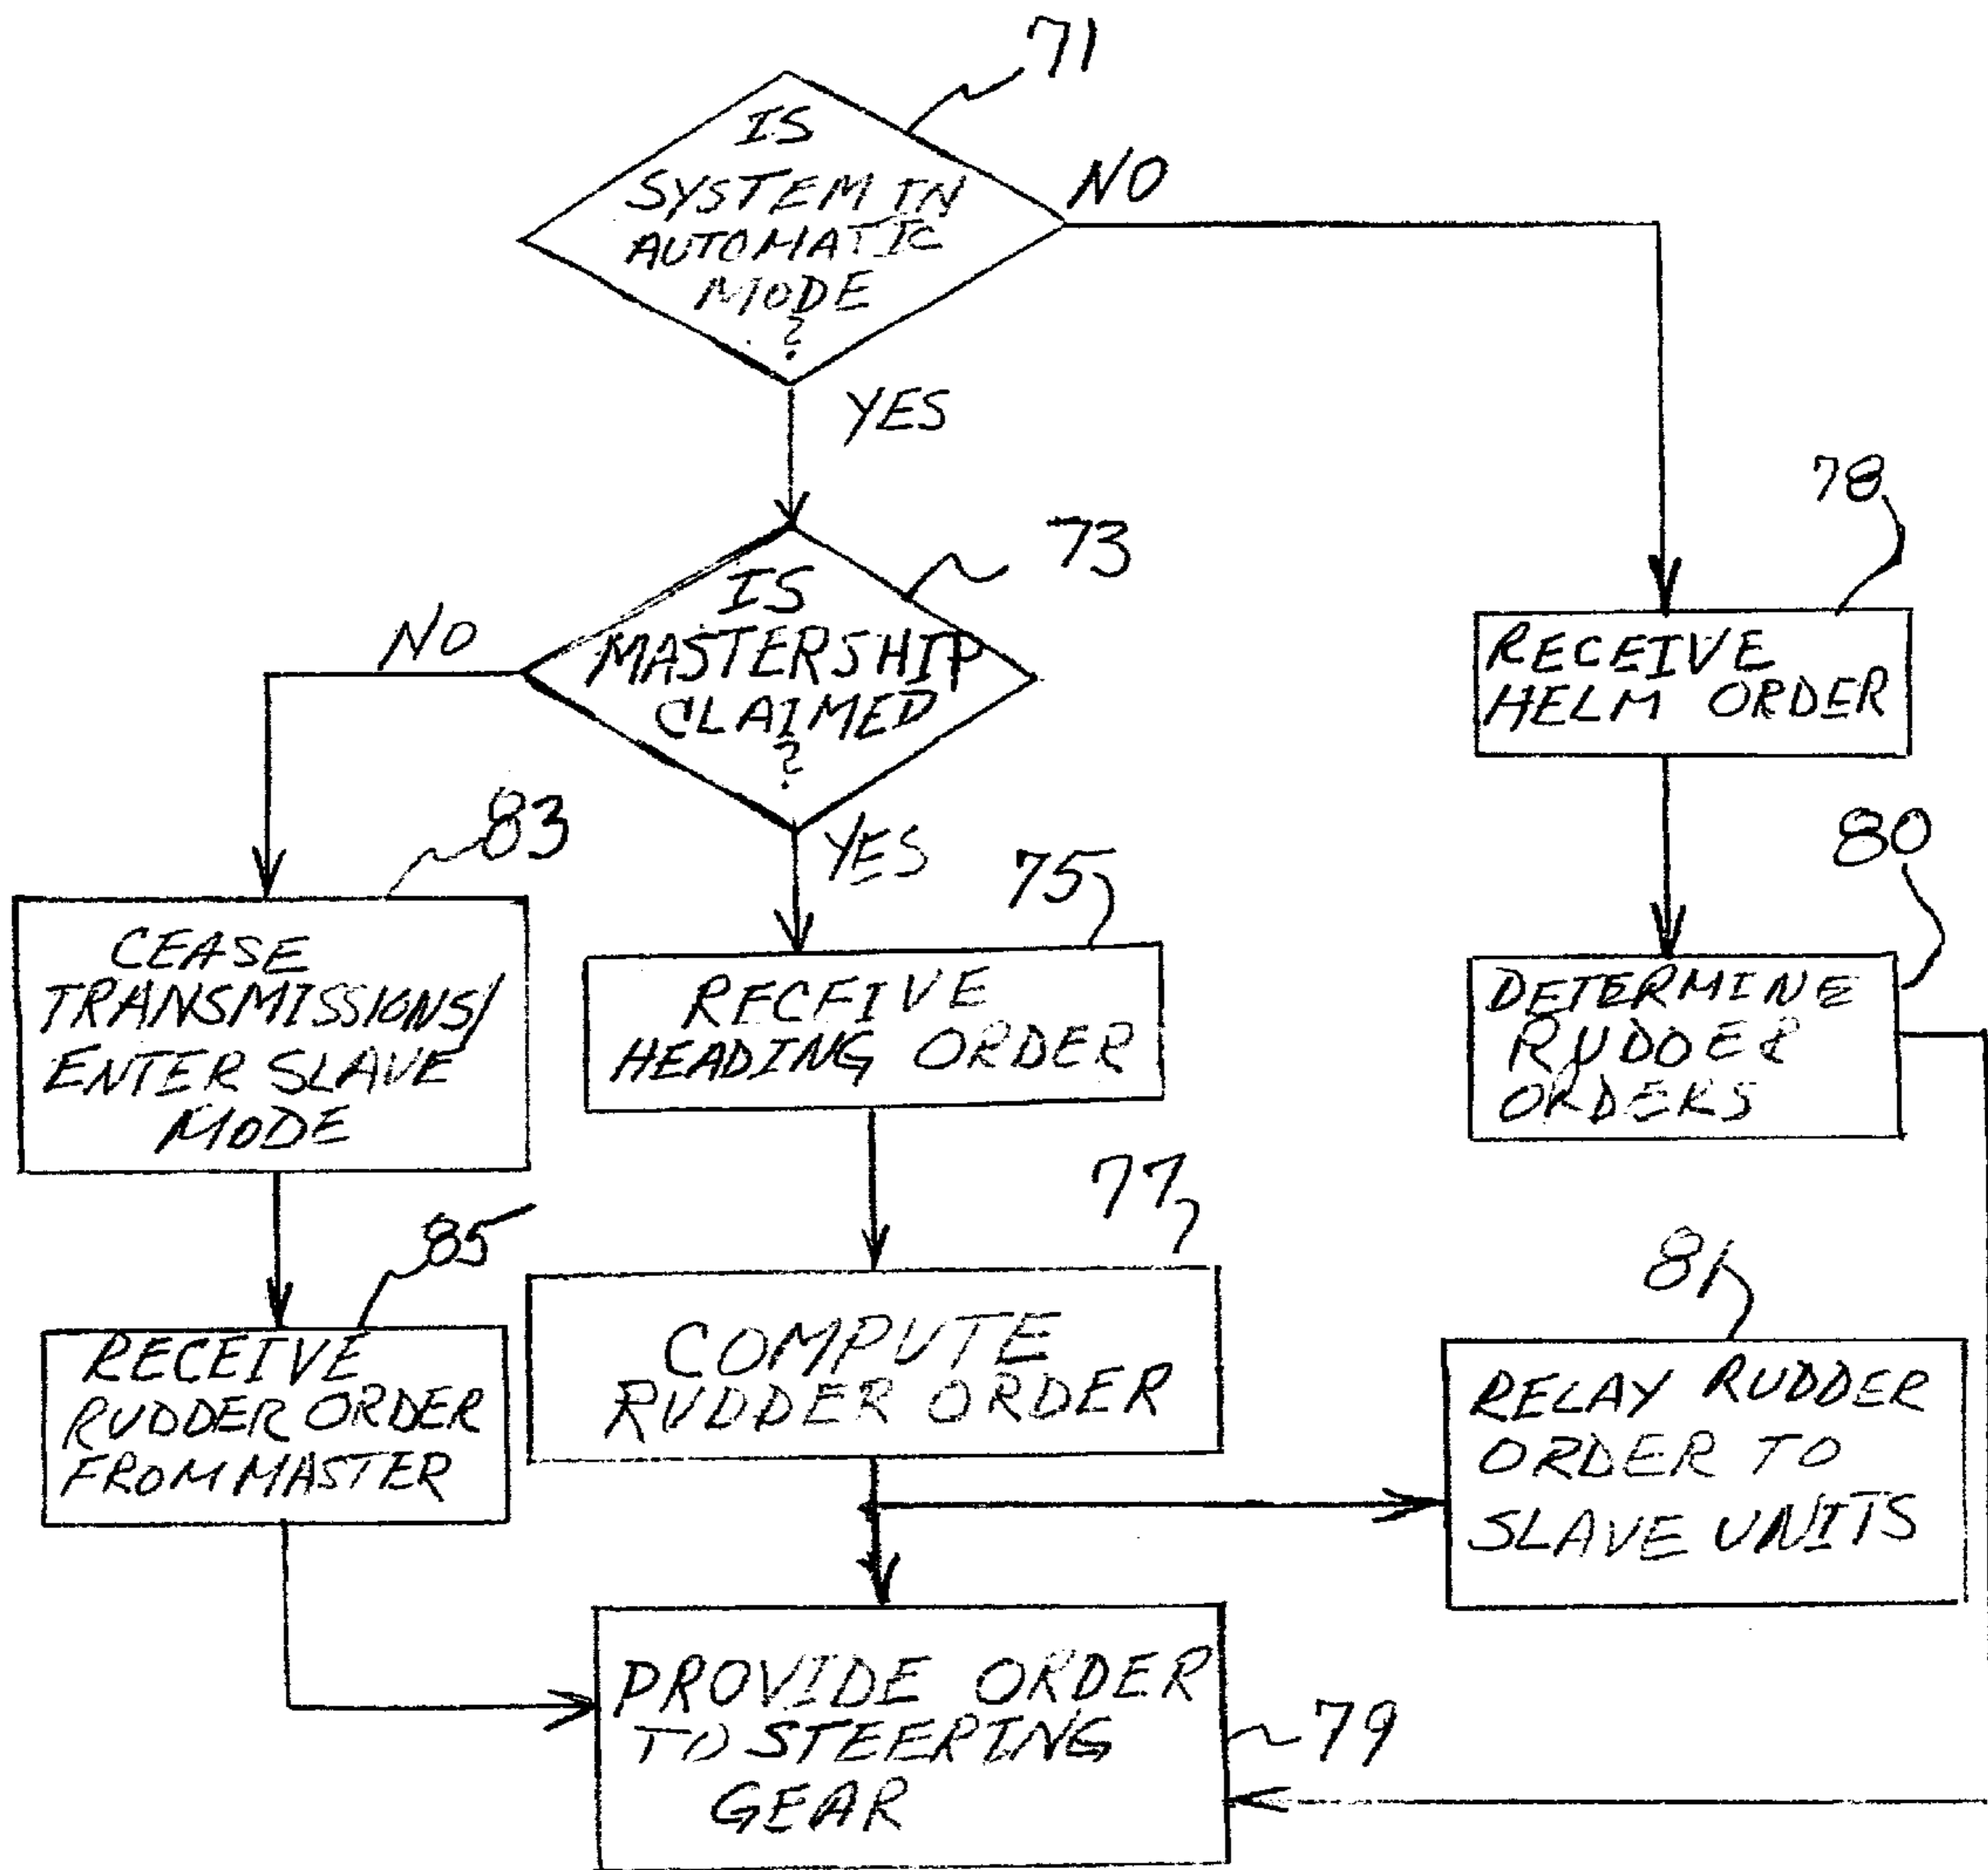 71
IS
SYSTEM IN
AUTOMATIC
MODE
?
NO
YES
73
IS
MASTERSHIP
CLAIMED
?
NO
YES
78
RECEIVE
HELM ORDER
83
CEASE
TRANSMISSIONS/
ENTER SLAVE
MODE
75
RECEIVE
HEADING ORDER
80
DETERMINE
RUDDER
ORDERS
85
RECEIVE
RUDDER ORDER
FROM MASTER
77
COMPUTE
RUDDER ORDER
81
RELAY RUDDER
ORDER TO
SLAVE UNITS
PROVIDE ORDER
TO STEERING
GEAR
79